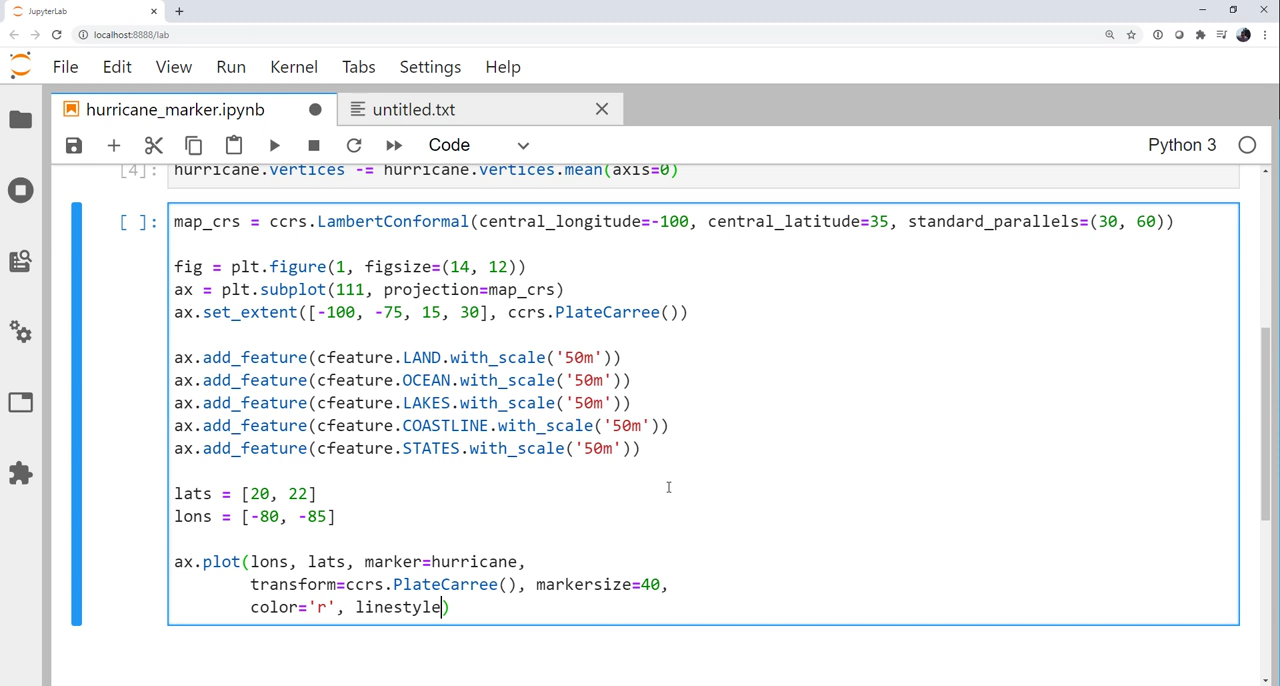 JupyterLab
localhost:8888/lab
File Edit View Run Kernel Tabs Settings Help
hurricane_marker.ipynb untitled.txt
Code Python 3
[4]: hurricane.vertices -= hurricane.vertices.mean(axis=0)
[ ]: map_crs = ccrs.LambertConformal(central_longitude=-100, central_latitude=35, standard_parallels=(30, 60))
fig = plt.figure(1, figsize=(14, 12))
ax = plt.subplot(111, projection=map_crs)
ax.set_extent([-100, -75, 15, 30], ccrs.PlateCarree())
ax.add_feature(cfeature.LAND.with_scale('50m'))
ax.add_feature(cfeature.OCEAN.with_scale('50m'))
ax.add_feature(cfeature.LAKES.with_scale('50m'))
ax.add_feature(cfeature.COASTLINE.with_scale('50m'))
ax.add_feature(cfeature.STATES.with_scale('50m'))
lats = [20, 22]
lons = [-80, -85]
ax.plot(lons, lats, marker=hurricane,
transform=ccrs.PlateCarree(), markersize=40,
color='r', linestyle)